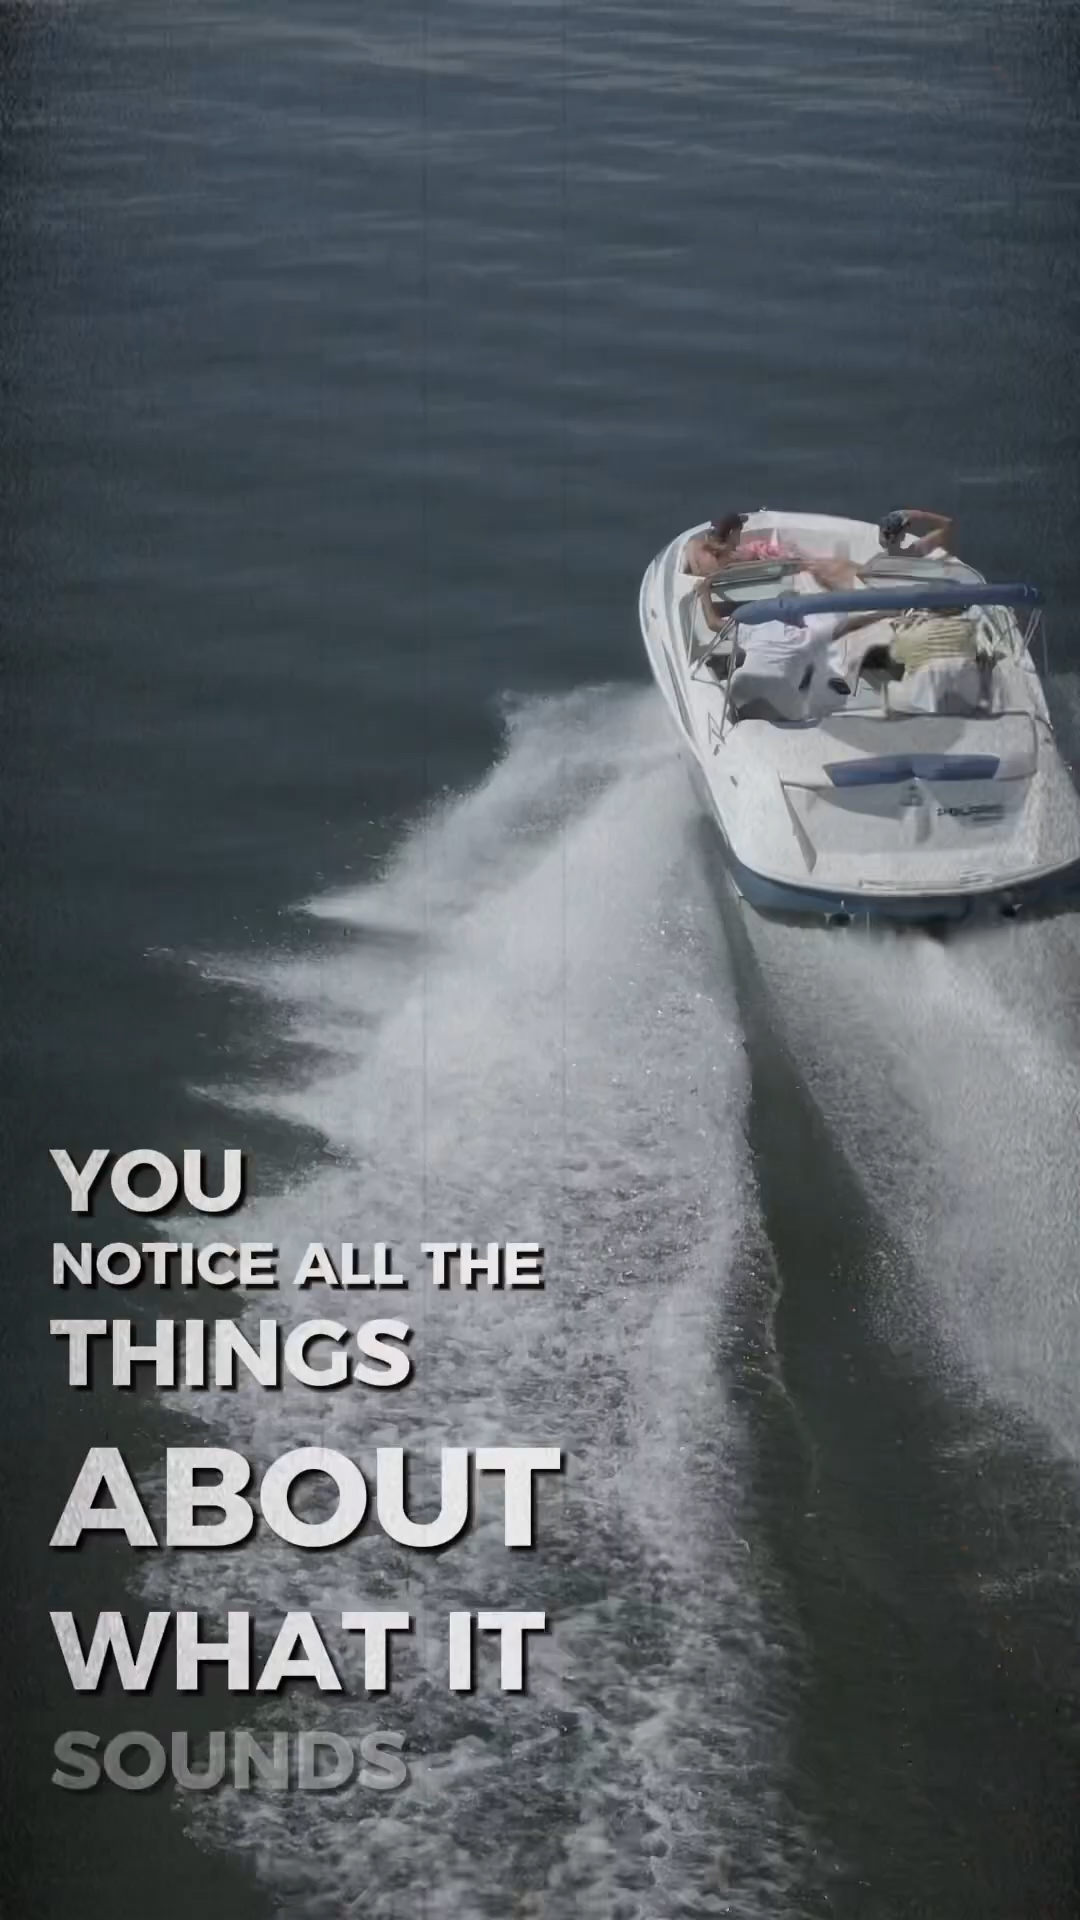 YOU
NOTICE ALL THE
THINGS
ABOUT
WHAT IT
SOUNDS